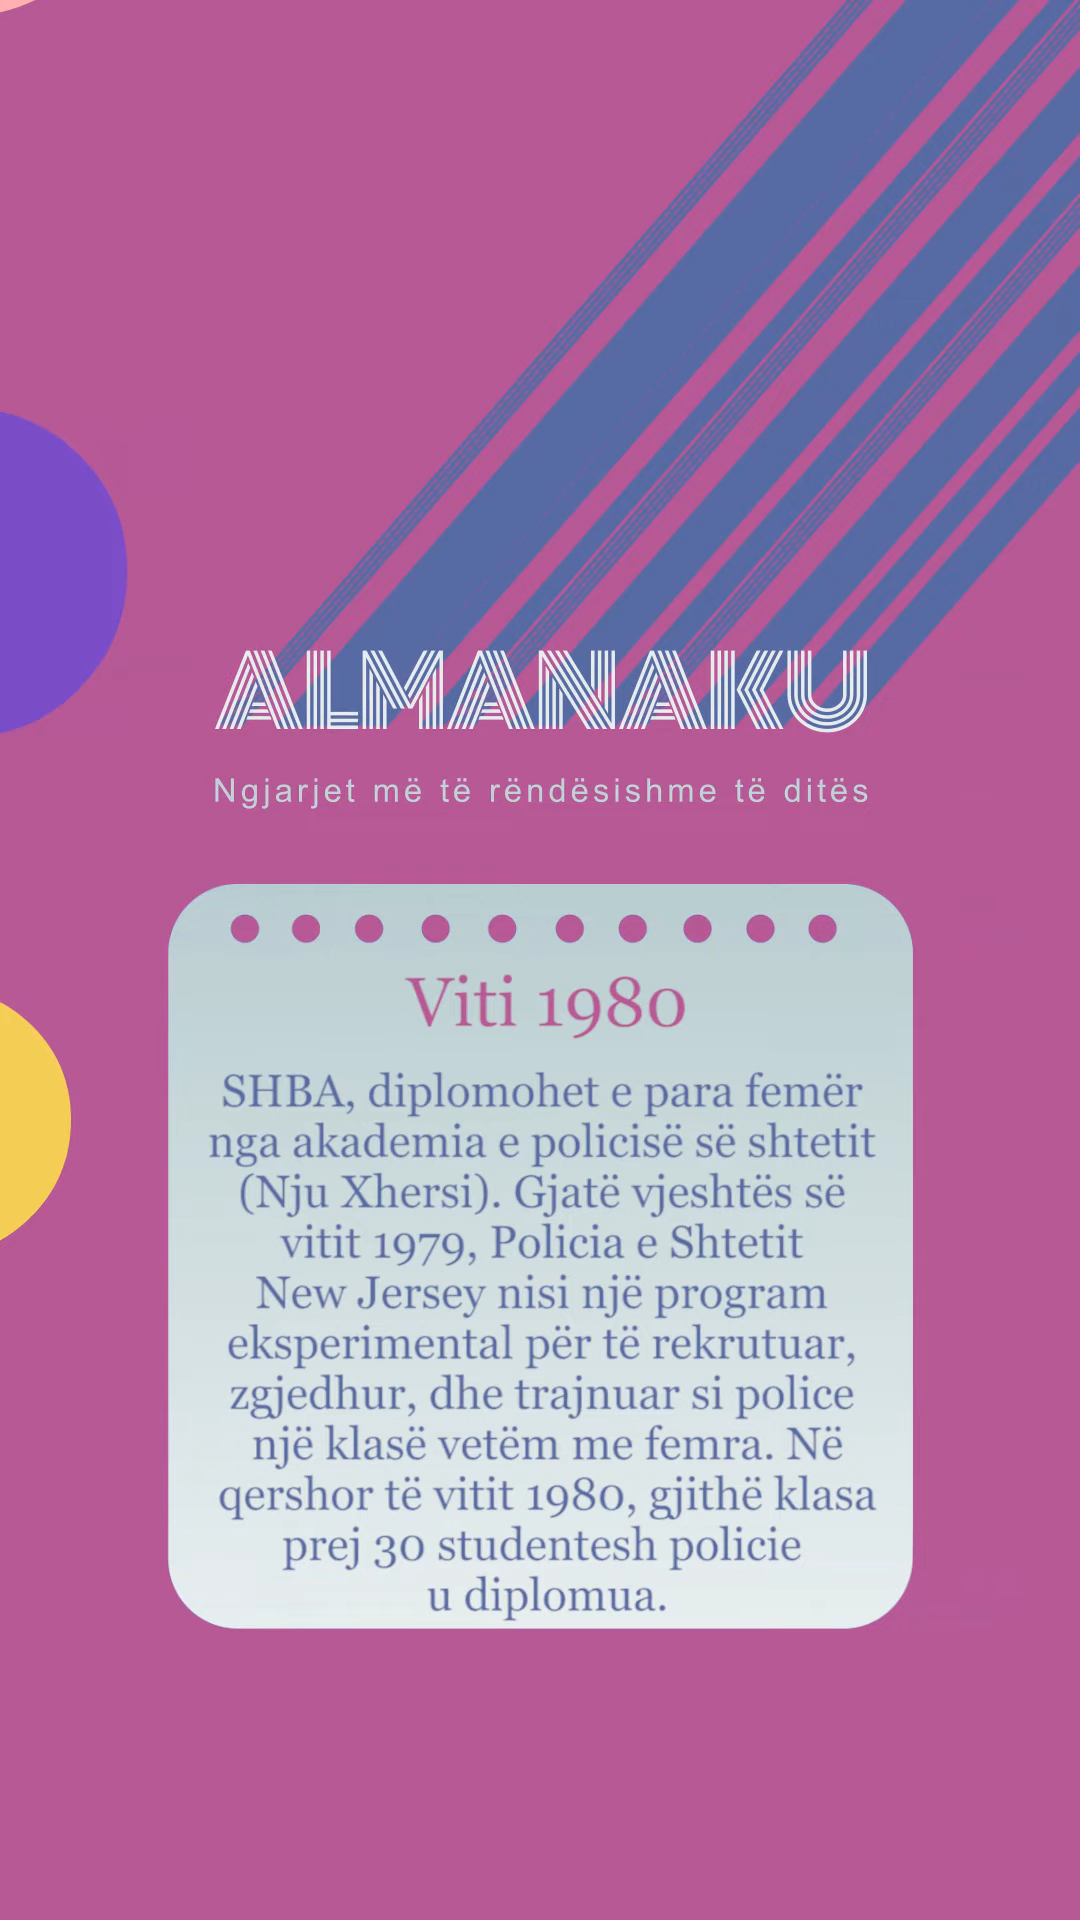 ALMANAKU
Ngjarjet më të rëndësishme të ditës
Viti 1980
SHBA, diplomohet e para femër
nga akademia e policisë së shtetit
(Nju Xhersi). Gjatë vjeshtës së
vitit 1979, Policia e Shtetit
New Jersey nisi një program
eksperimental për të rekrutuar,
zgjedhur, dhe trajnuar si police
një klasë vetëm me femra. Në
qershor të vitit 1980, gjithë klasa
prej 30 studentesh policie
u diplomua.